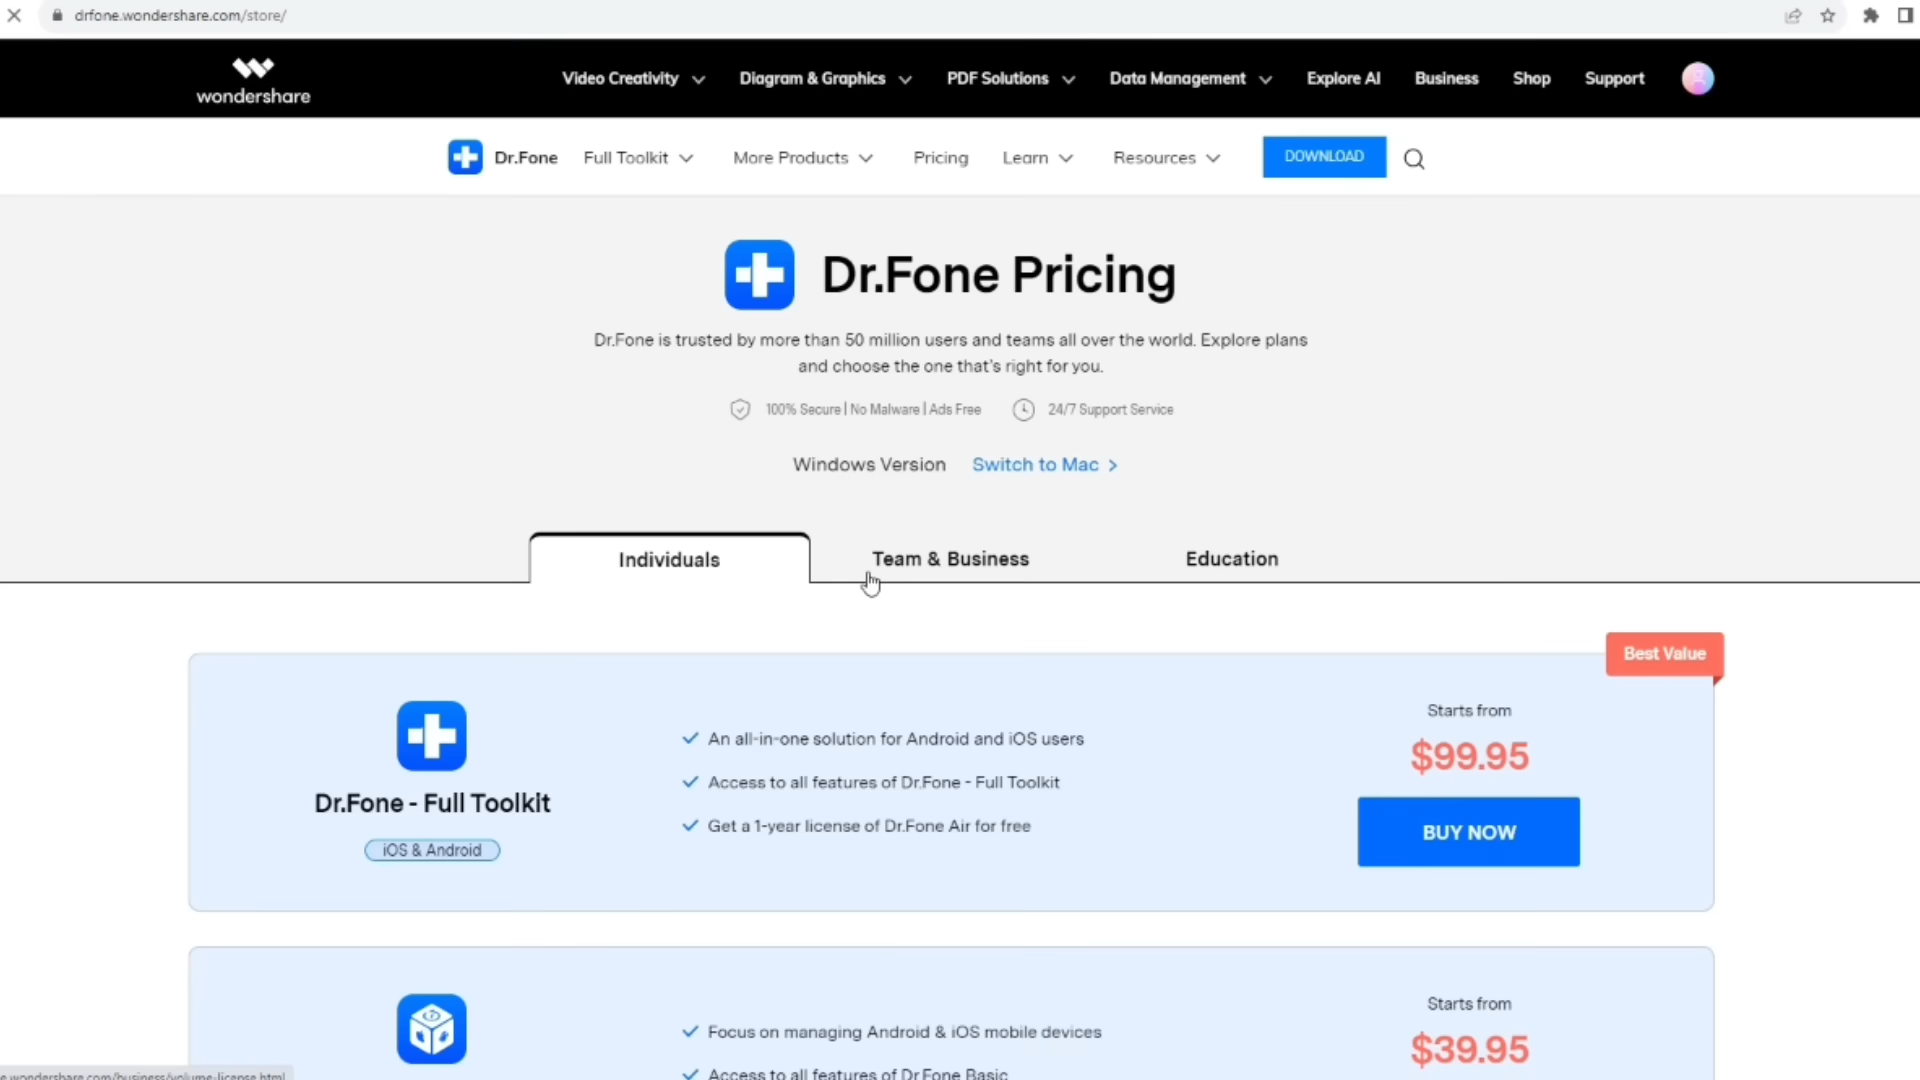 drfone.wondershare.com/store/
wondershare
Video Creativity
Diagram & Graphics
PDF Solutions
Data Management
Explore AI
Business
Shop
Support
Dr.Fone
Full Toolkit
More Products
Pricing
Learn
Resources
DOWNLOAD
Dr.Fone Pricing
Dr.Fone is trusted by more than 50 million users and teams all over the world. Explore plans
and choose the one that's right for you.
100% Secure | No Malware | Ads Free
24/7 Support Service
Windows Version
Switch to Mac >
Individuals
Team & Business
Education
Best Value
Dr.Fone - Full Toolkit
iOS & Android
An all-in-one solution for Android and iOS users
Access to all features of Dr.Fone - Full Toolkit
Get a 1-year license of Dr.Fone Air for free
Starts from
$99.95
BUY NOW
Focus on managing Android & iOS mobile devices
Access to all features of Dr.Fone Basic
Starts from
$39.95
e.wondershare.com/business/volume-license.html